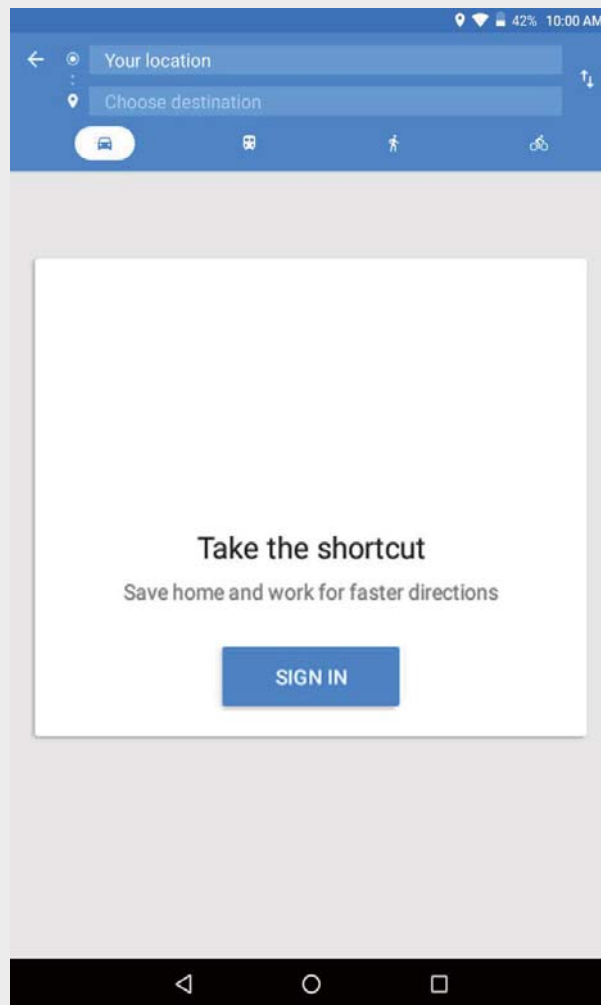 42% 10:00 AM
Your location
Choose destination
Take the shortcut
Save home and work for faster directions
SIGN IN